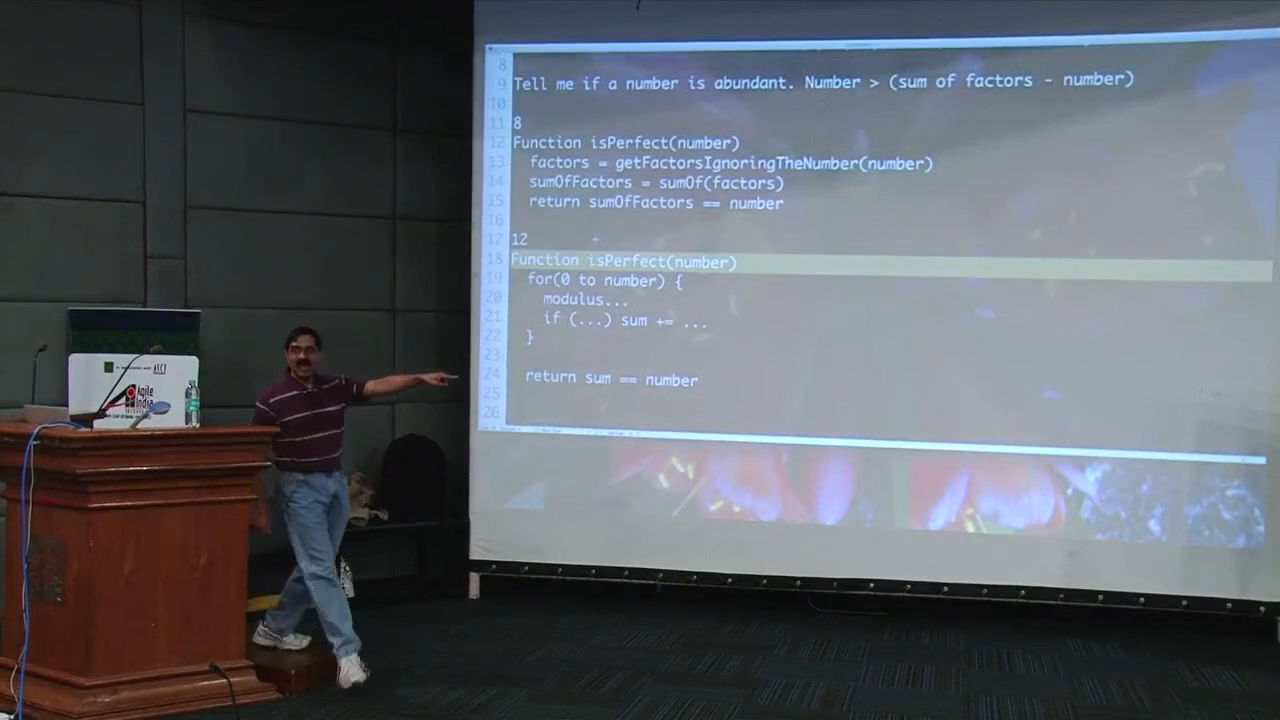 8
9 Tell me if a number is abundant. Number > (sum of factors - number)
10
11 8
12 Function isPerfect(number)
13 factors = getFactorsIgnoringTheNumber(number)
14 sumOfFactors = sumOf(factors)
15 return sumOfFactors == number
16
17 12
18 Function isPerfect(number)
19 for(0 to number) {
20 modulus...
21 if (...) sum += ...
22 }
23
24 return sum == number
25
26
ASCI
Agile
India